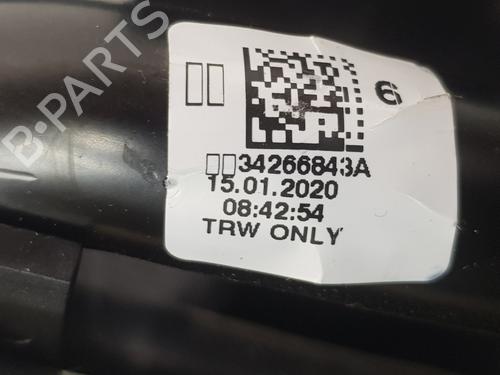 B-PARTS
6
□□
□□34266843A
15.01.2020
08:42:54
TRW ONLY